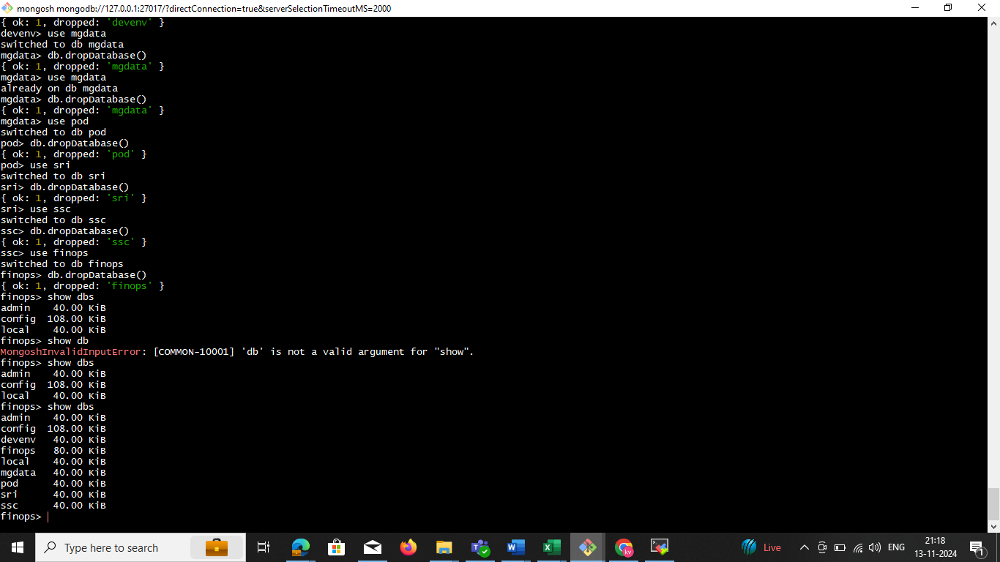 mongosh mongodb://127.0.0.1:27017/?directConnection=true&serverSelectionTimeoutMS=2000
{ ok: 1, dropped: 'devenv' }
devenv> use mgdata
switched to db mgdata
mgdata> db.dropDatabase()
{ ok: 1, dropped: 'mgdata' }
mgdata> use mgdata
already on db mgdata
mgdata> db.dropDatabase()
{ ok: 1, dropped: 'mgdata' }
mgdata> use pod
switched to db pod
pod> db.dropDatabase()
{ ok: 1, dropped: 'pod' }
pod> use sri
switched to db sri
sri> db.dropDatabase()
{ ok: 1, dropped: 'sri' }
sri> use ssc
switched to db ssc
ssc> db.dropDatabase()
{ ok: 1, dropped: 'ssc' }
ssc> use finops
switched to db finops
finops> db.dropDatabase()
{ ok: 1, dropped: 'finops' }
finops> show dbs
admin    40.00 KiB
config  108.00 KiB
local    40.00 KiB
finops> show db
MongoshInvalidInputError: [COMMON-10001] 'db' is not a valid argument for "show".
finops> show dbs
admin    40.00 KiB
config  108.00 KiB
local    40.00 KiB
finops> show dbs
admin    40.00 KiB
config  108.00 KiB
devenv   40.00 KiB
finops   80.00 KiB
local    40.00 KiB
mgdata   40.00 KiB
pod      40.00 KiB
sri      40.00 KiB
ssc      40.00 KiB
finops>
Type here to search
Live
ENG
21:18
13-11-2024
1